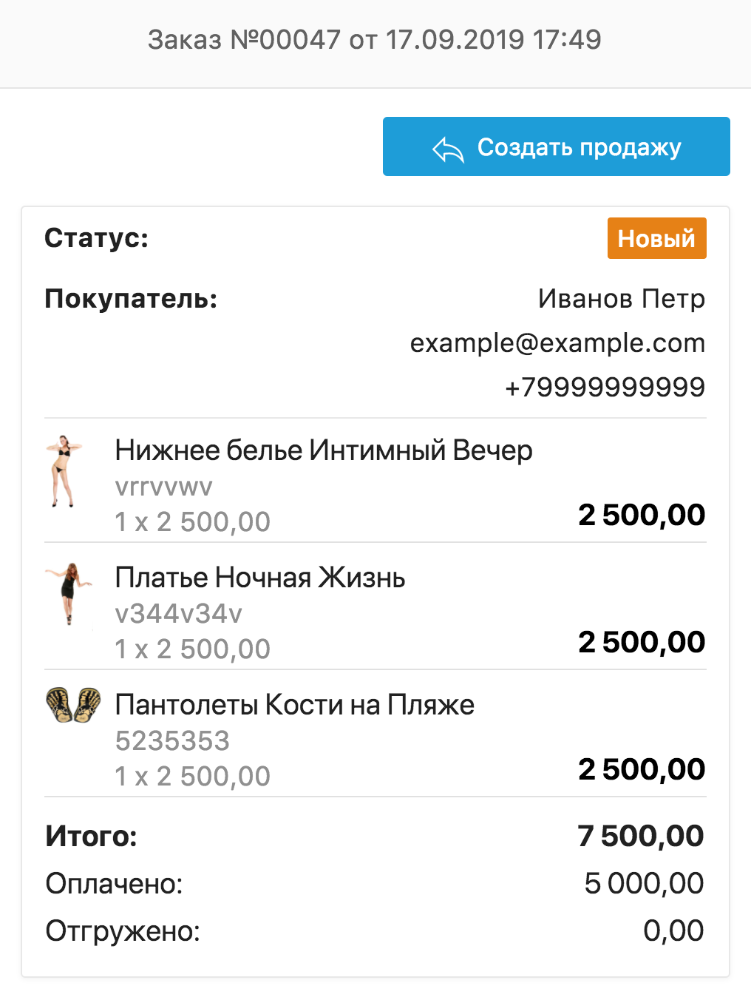 Заказ №00047 от 17.09.2019 17:49
Создать продажу
Статус: Новый
Покупатель: Иванов Петр
example@example.com
+79999999999
Нижнее белье Интимный Вечер
vrrvvwv
1 x 2 500,00 2 500,00
Платье Ночная Жизнь
v344v34v
1 x 2 500,00 2 500,00
Пантолеты Кости на Пляже
5235353
1 x 2 500,00 2 500,00
Итого: 7 500,00
Оплачено: 5 000,00
Отгружено: 0,00